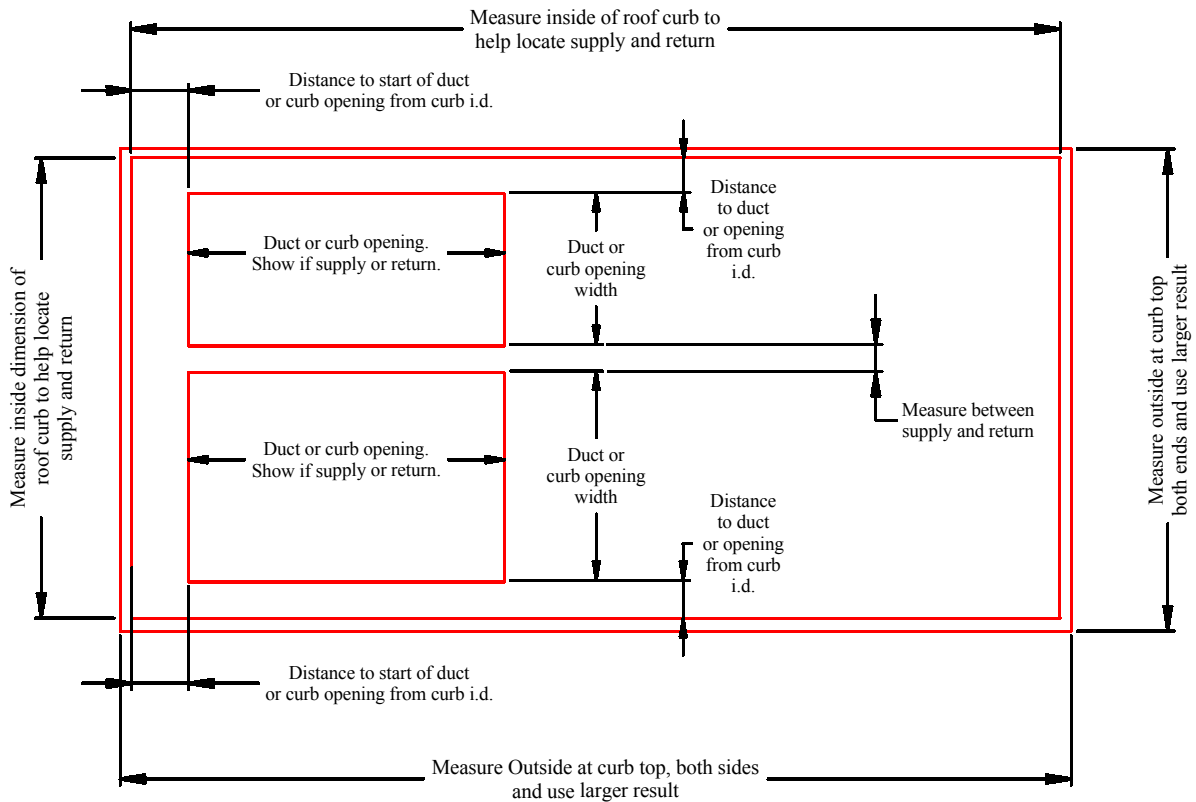 Measure inside of roof curb to
help locate supply and return
Distance to start of duct
or curb opening from curb i.d.
Distance
to duct
or opening
from curb
i.d.
Duct or curb opening.
Show if supply or return.
Duct or
curb opening
width
Measure inside dimension of
roof curb to help locate
supply and return
Measure outside at curb top
both ends and use larger result
Measure between
supply and return
Duct or curb opening.
Show if supply or return.
Duct or
curb opening
width
Distance
to duct
or opening
from curb
i.d.
Distance to start of duct
or curb opening from curb i.d.
Measure Outside at curb top, both sides
and use larger result